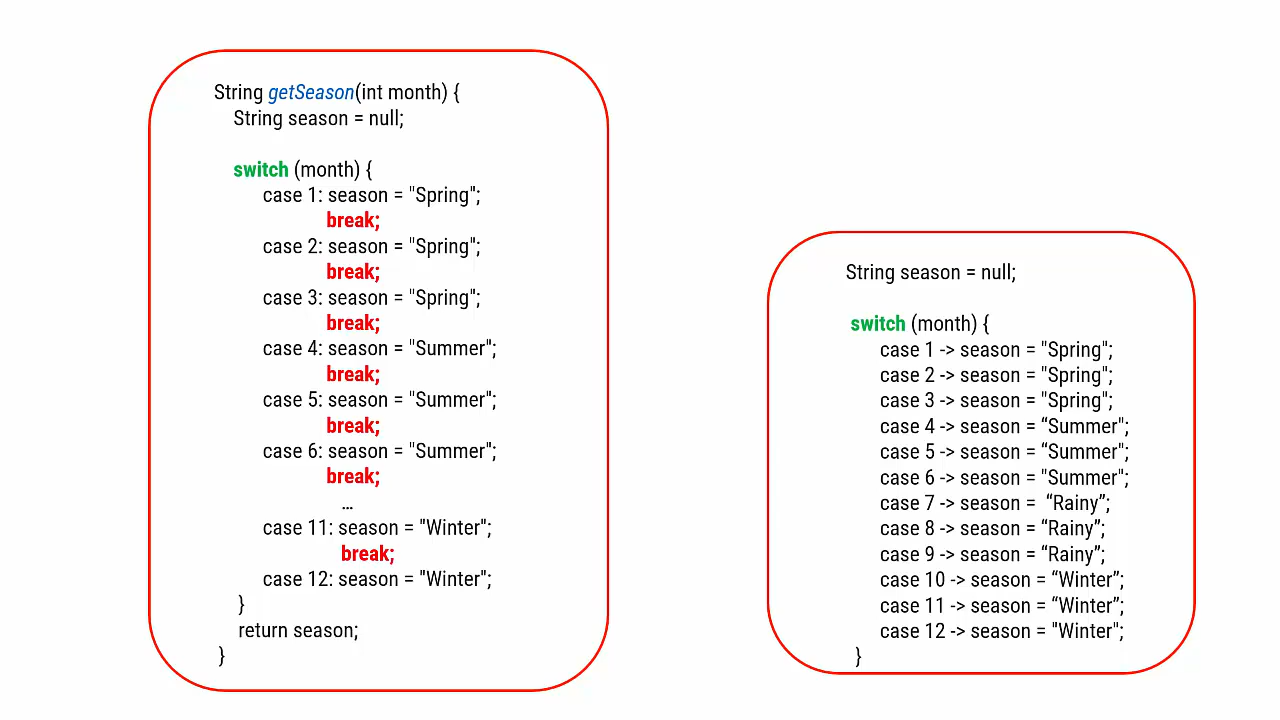 String getSeason(int month) {
String season = null;
switch (month) {
case 1: season = "Spring";
break;
case 2: season = "Spring";
break;
case 3: season = "Spring";
break;
case 4: season = "Summer";
break;
case 5: season = "Summer";
break;
case 6: season = "Summer";
break;
...
case 11: season = "Winter";
break;
case 12: season = "Winter";
}
return season;
}
String season = null;
switch (month) {
case 1 -> season = "Spring";
case 2 -> season = "Spring";
case 3 -> season = "Spring";
case 4 -> season = “Summer";
case 5 -> season = “Summer";
case 6 -> season = "Summer";
case 7 -> season = “Rainy”;
case 8 -> season = “Rainy”;
case 9 -> season = “Rainy”;
case 10 -> season = “Winter”;
case 11 -> season = “Winter”;
case 12 -> season = "Winter";
}